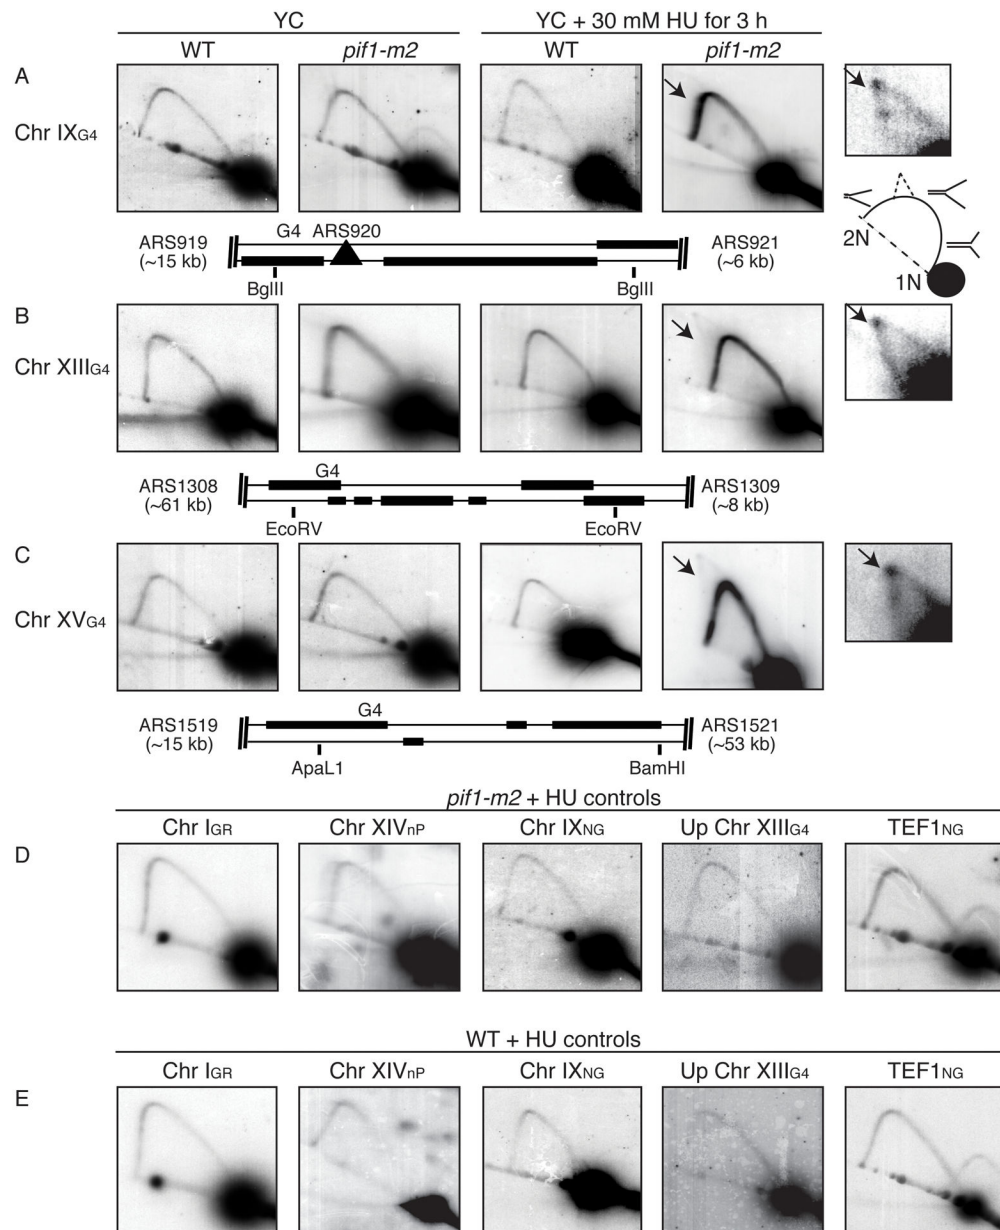 YC
YC + 30 mM HU for 3 h
WT
pif1-m2
WT
pif1-m2
A
Chr IXG4
2N
1N
ARS919
(~15 kb)
G4
ARS920
ARS921
(~6 kb)
BglII
BglII
B
Chr XIIIG4
ARS1308
(~61 kb)
G4
ARS1309
(~8 kb)
EcoRV
EcoRV
C
Chr XVG4
ARS1519
(~15 kb)
G4
ARS1521
(~53 kb)
ApaL1
BamHI
pif1-m2 + HU controls
Chr IGR
Chr XIVnP
Chr IXNG
Up Chr XIIIG4
TEF1NG
D
WT + HU controls
Chr IGR
Chr XIVnP
Chr IXNG
Up Chr XIIIG4
TEF1NG
E